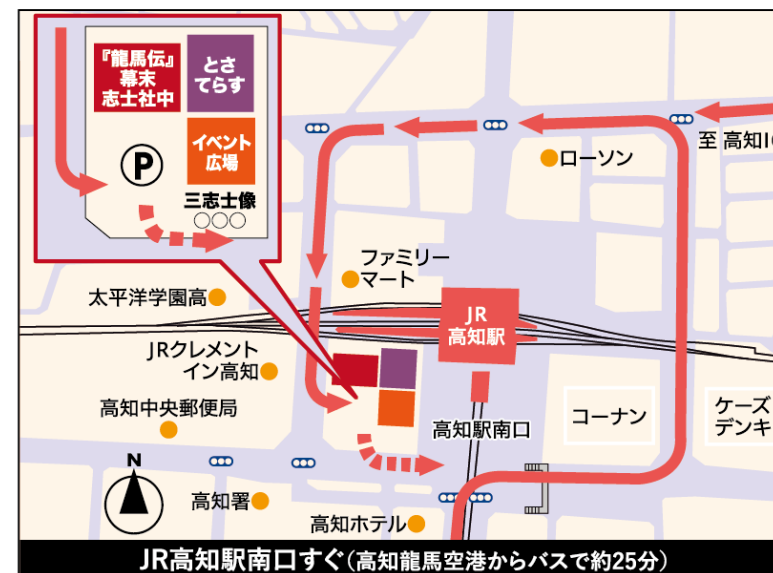 『龍馬伝』
幕末
志士社中
とさ
てらす
イベント
広場
P
三志士像
至 高知I
ローソン
ファミリー
マート
太平洋学園高
JR
高知駅
JRクレメント
イン高知
高知中央郵便局
高知駅南口
コーナン
ケーズ
デンキ
N
高知署
高知ホテル
JR高知駅南口すぐ(高知龍馬空港からバスで約25分)